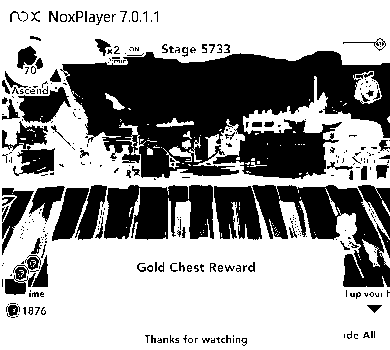 nox NoxPlayer 7.0.1.1
x2 ON Stage 5733
70
Ascend
Gold Chest Reward
ime
up your h
1876
ide All
Thanks for watching